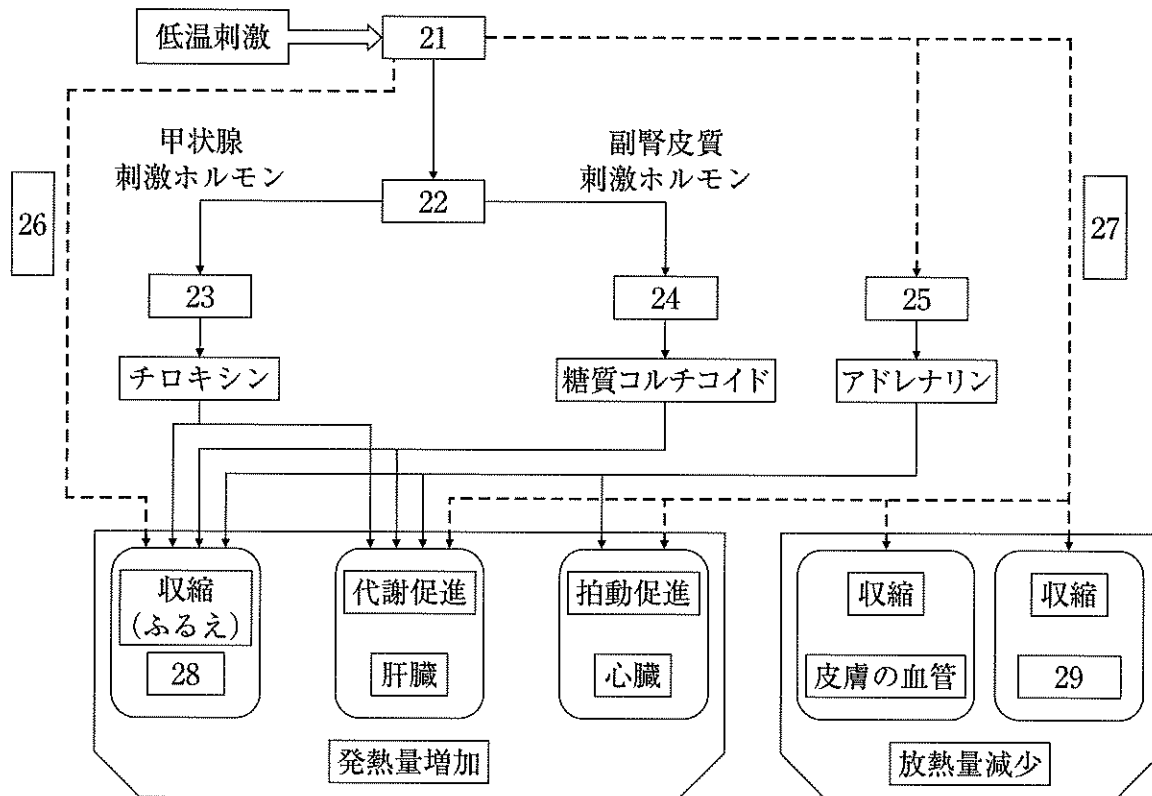 低温刺激
21
甲状腺
刺激ホルモン
副腎皮質
刺激ホルモン
26
22
27
23
24
25
チロキシン
糖質コルチコイド
アドレナリン
収縮
(ふるえ)
28
代謝促進
肝臓
拍動促進
心臓
収縮
皮膚の血管
収縮
29
発熱量増加
放熱量減少